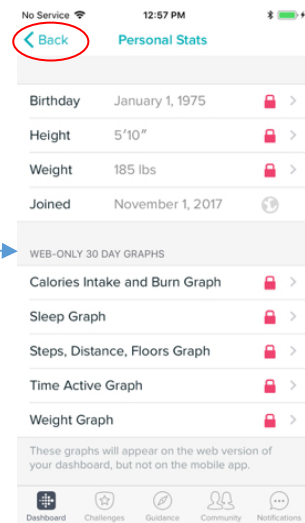 No Service 12:57 PM
Back Personal Stats
Birthday January 1, 1975
Height 5'10"
Weight 185 lbs
Joined November 1, 2017
WEB-ONLY 30 DAY GRAPHS
Calories Intake and Burn Graph
Sleep Graph
Steps, Distance, Floors Graph
Time Active Graph
Weight Graph
These graphs will appear on the web version of
your dashboard, but not on the mobile app.
Dashboard Challenges Guidance Community Notifications